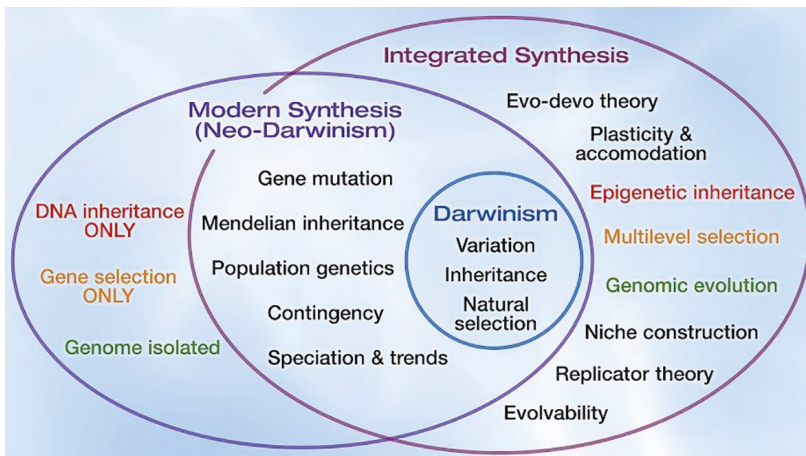 Integrated Synthesis
Modern Synthesis
(Neo-Darwinism)
DNA inheritance
ONLY
Gene selection
ONLY
Genome isolated
Gene mutation
Mendelian inheritance
Population genetics
Contingency
Speciation & trends
Darwinism
Variation
Inheritance
Natural
selection
Evo-devo theory
Plasticity &
accomodation
Epigenetic inheritance
Multilevel selection
Genomic evolution
Niche construction
Replicator theory
Evolvability